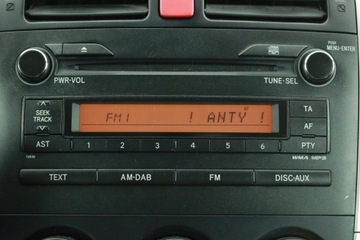 PUSH
MENU·ENTER
PWR·VOL
TUNE·SEL
FM1 ! ANTY !
AF
SEEK
TRACK
TA
AF
AST
1 2 3 4 5 6
PTY
TEXT
AM·DAB
FM
DISC·AUX